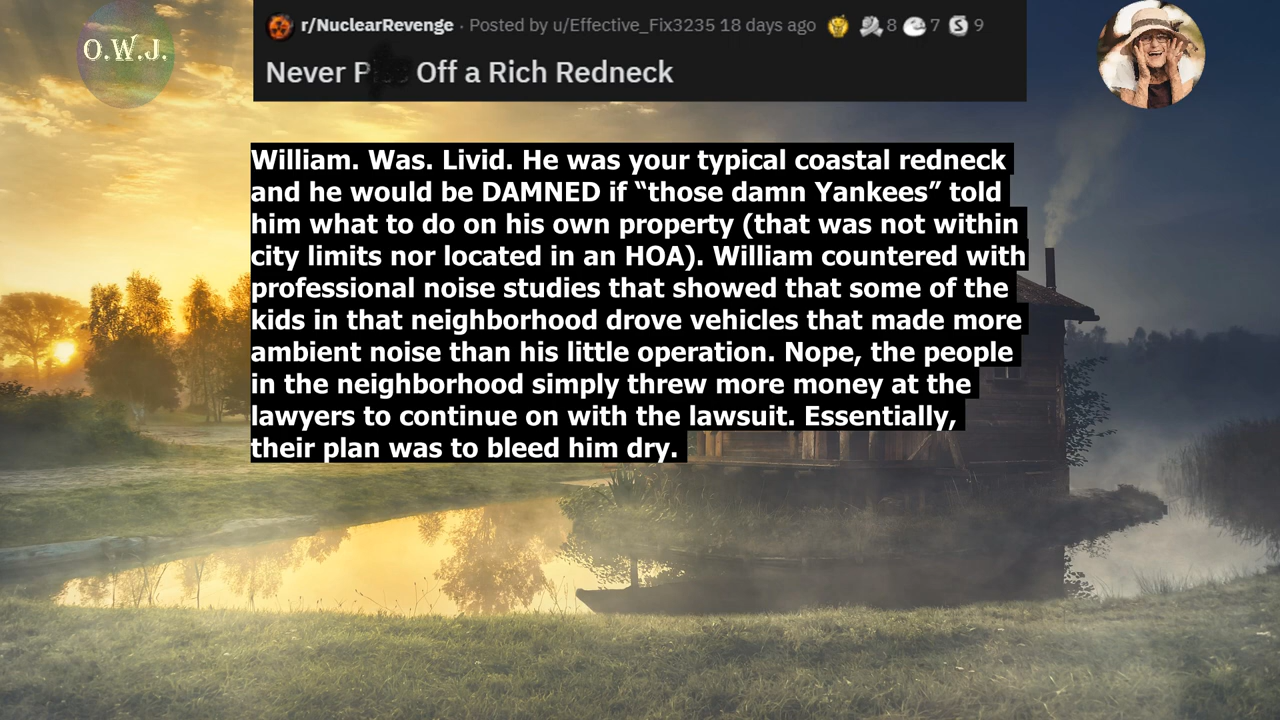 O.W.J.
r/NuclearRevenge · Posted by u/Effective_Fix3235 18 days ago 8 7 S 9
Never Off a Rich Redneck
William. Was. Livid. He was your typical coastal redneck
and he would be DAMNED if “those damn Yankees” told
him what to do on his own property (that was not within
city limits nor located in an HOA). William countered with
professional noise studies that showed that some of the
kids in that neighborhood drove vehicles that made more
ambient noise than his little operation. Nope, the people
in the neighborhood simply threw more money at the
lawyers to continue on with the lawsuit. Essentially,
their plan was to bleed him dry.